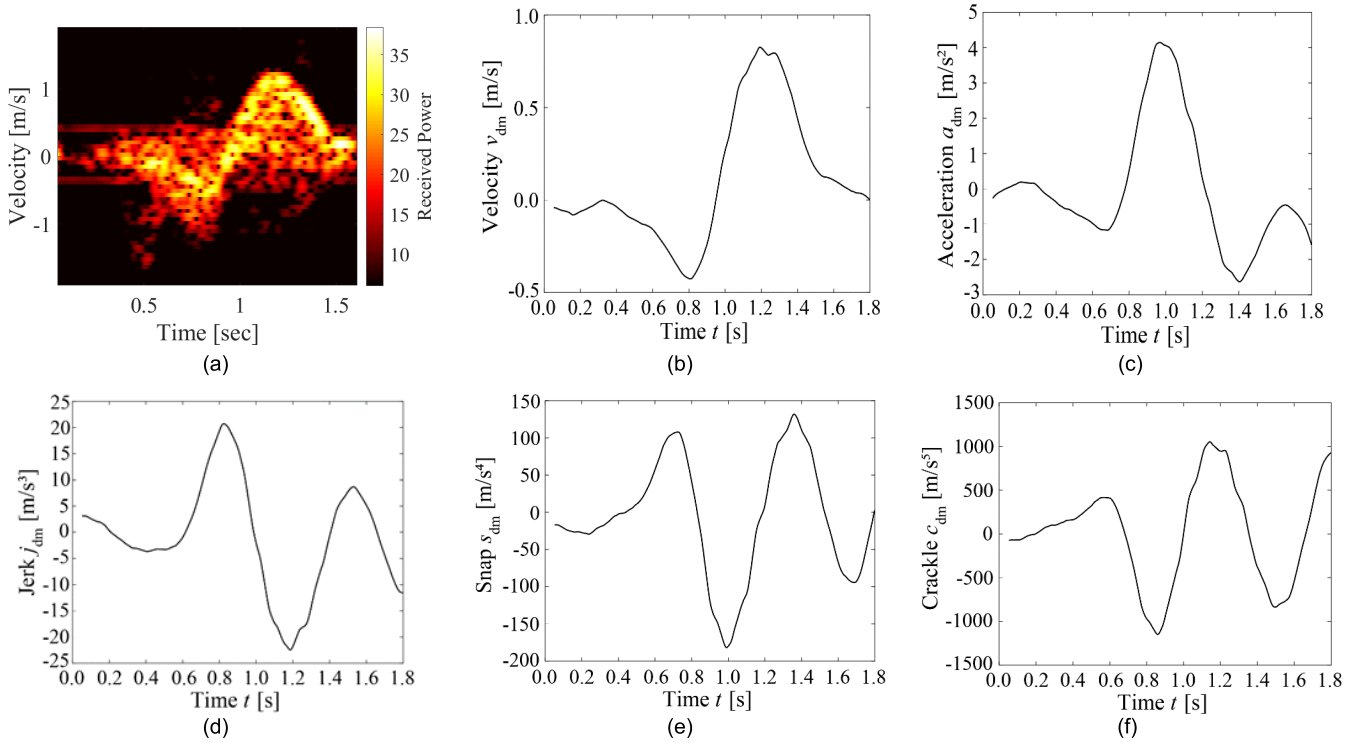 Velocity [m/s]
1
0
-1
0.5
1
1.5
Time [sec]
35
30
25
20
15
10
Received Power
(a)
Velocity vdm [m/s]
1.0
0.5
0.0
-0.5
0.0 0.2 0.4 0.6 0.8 1.0 1.2 1.4 1.6 1.8
Time t [s]
(b)
Acceleration adm [m/s²]
5
4
3
2
1
0
-1
-2
-3
0.0 0.2 0.4 0.6 0.8 1.0 1.2 1.4 1.6 1.8
Time t [s]
(c)
Jerk jdm [m/s³]
25
20
15
10
5
0
-5
-10
-15
-20
-25
0.0 0.2 0.4 0.6 0.8 1.0 1.2 1.4 1.6 1.8
Time t [s]
(d)
Snap sdm [m/s⁴]
150
100
50
0
-50
-100
-150
-200
0.0 0.2 0.4 0.6 0.8 1.0 1.2 1.4 1.6 1.8
Time t [s]
(e)
Crackle cdm [m/s⁵]
1500
1000
500
0
-500
-1000
-1500
0.0 0.2 0.4 0.6 0.8 1.0 1.2 1.4 1.6 1.8
Time t [s]
(f)